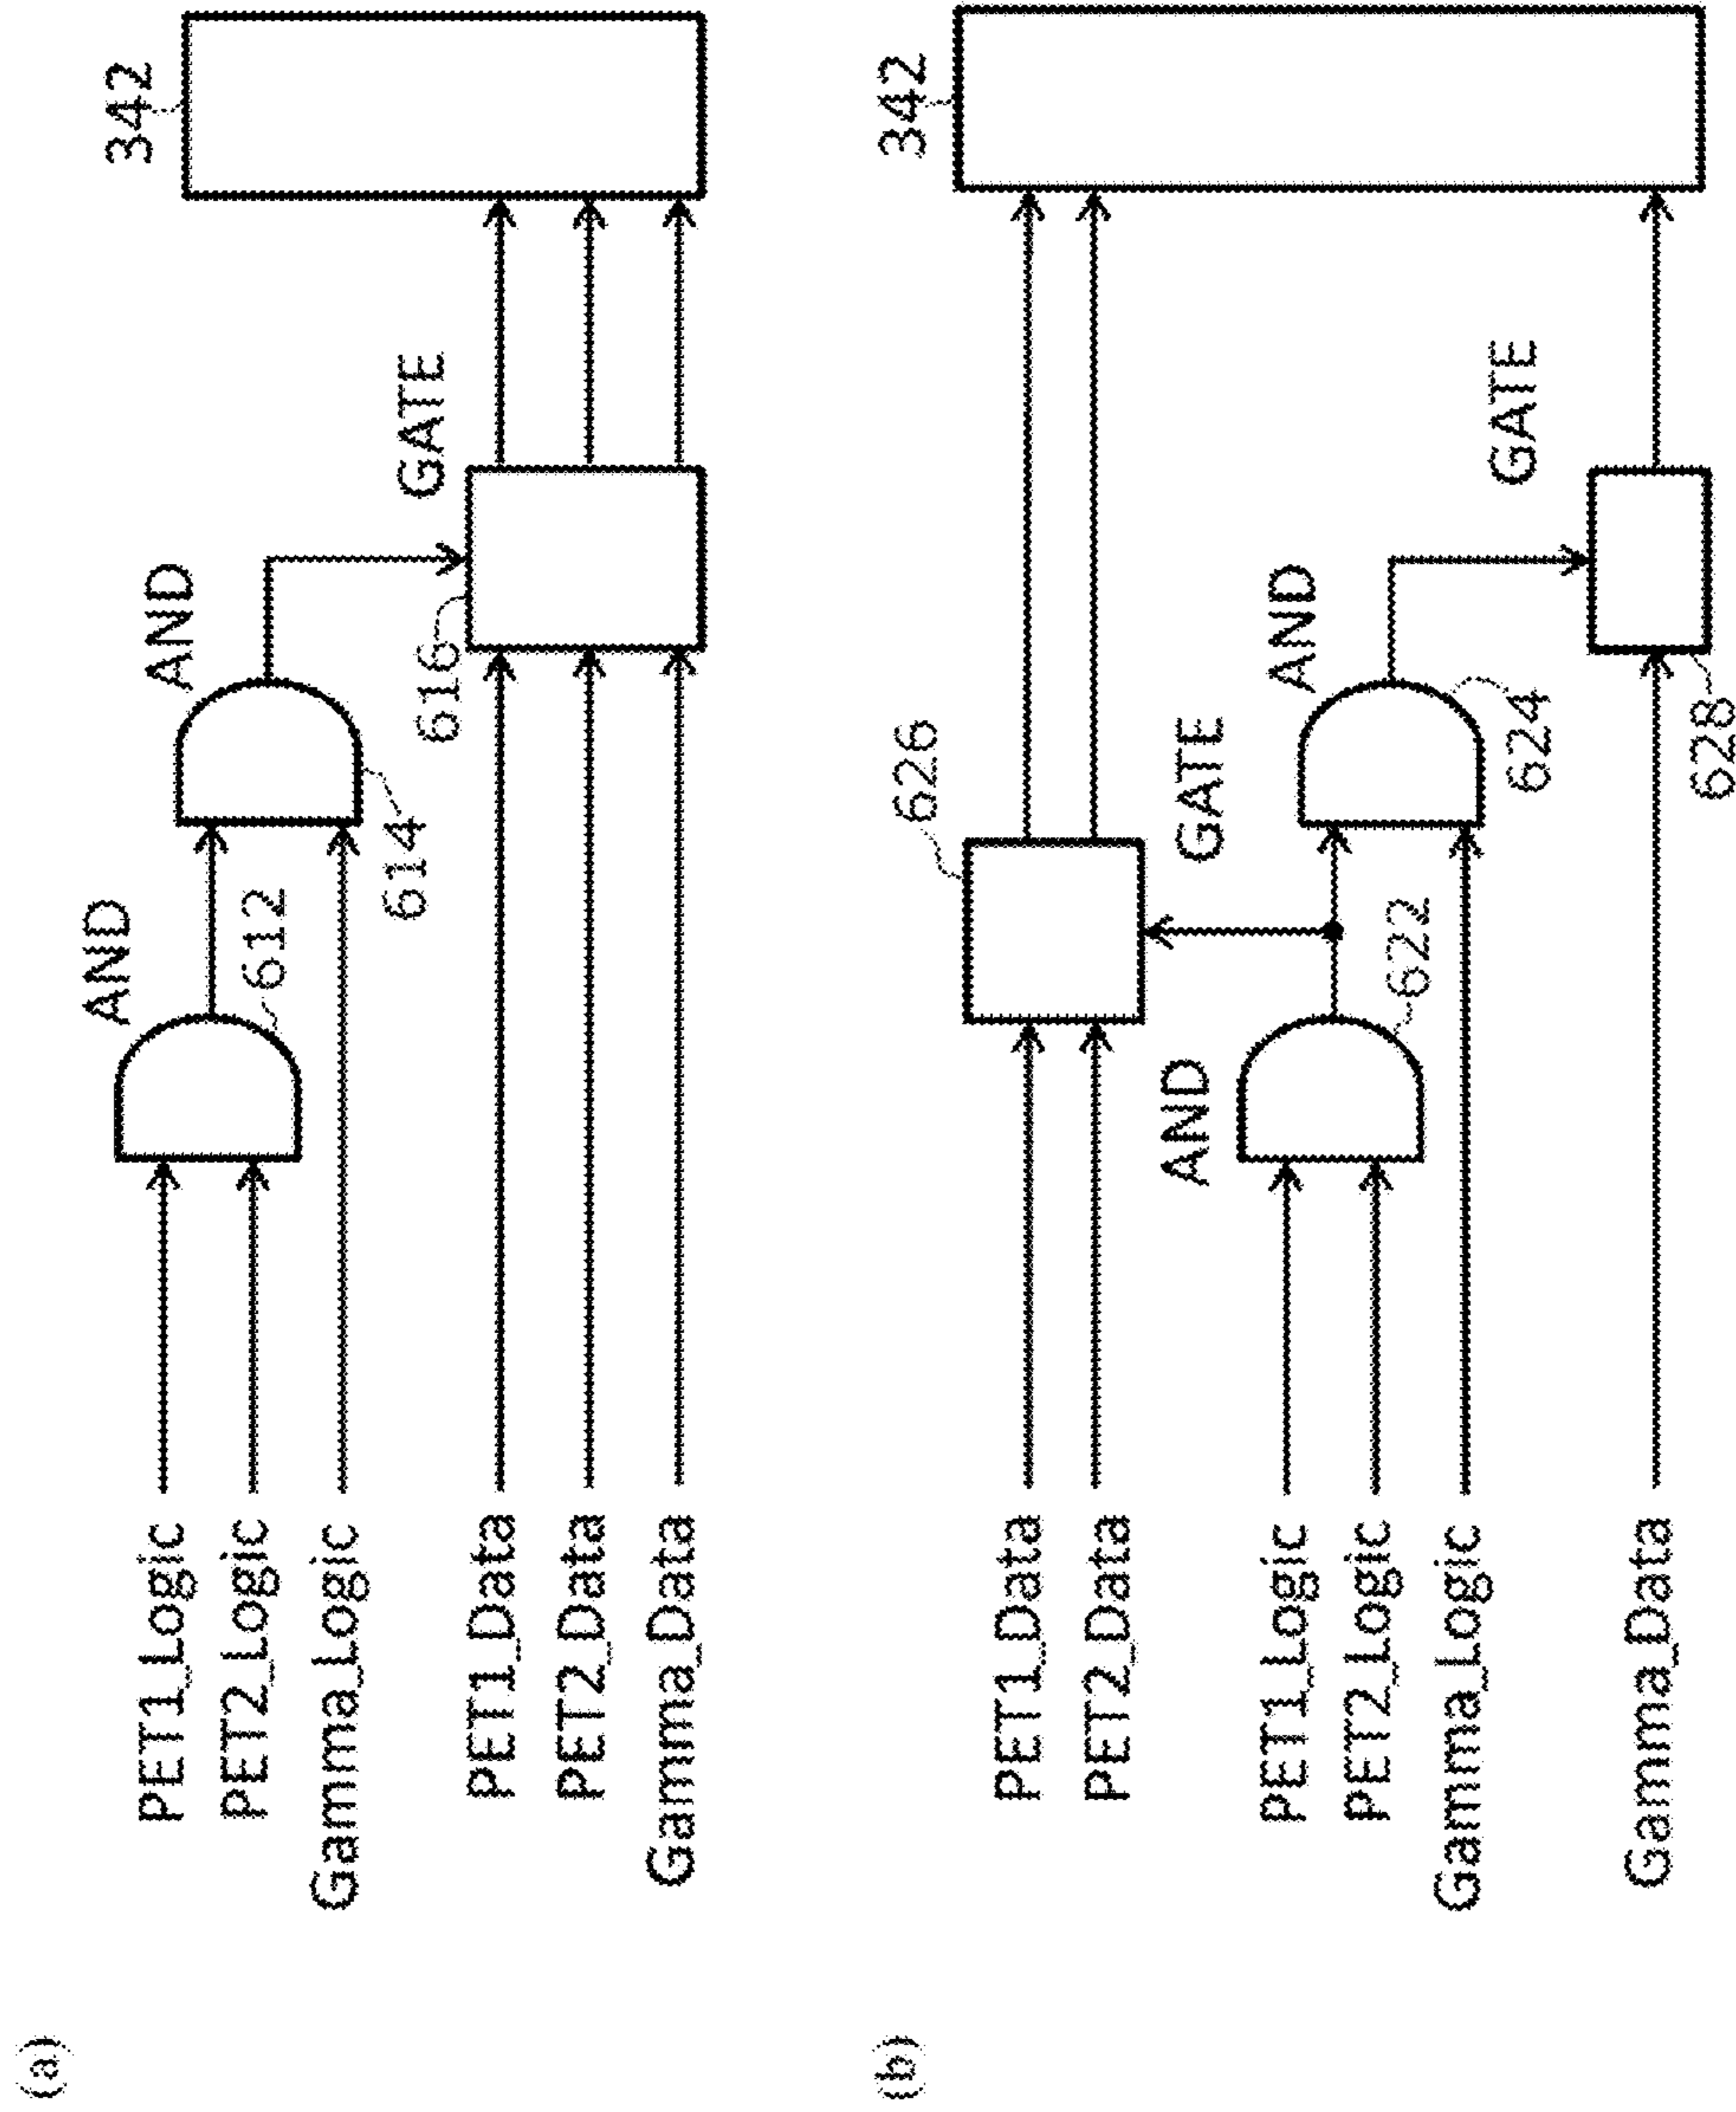 (a)
PET1_Logic
PET2_Logic
Gamma_Logic
PET1_Data
PET2_Data
Gamma_Data
AND
612
AND
614
616
GATE
342
(b)
PET1_Data
PET2_Data
PET1_Logic
PET2_Logic
Gamma_Logic
Gamma_Data
AND
622
626
GATE
AND
624
628
GATE
342